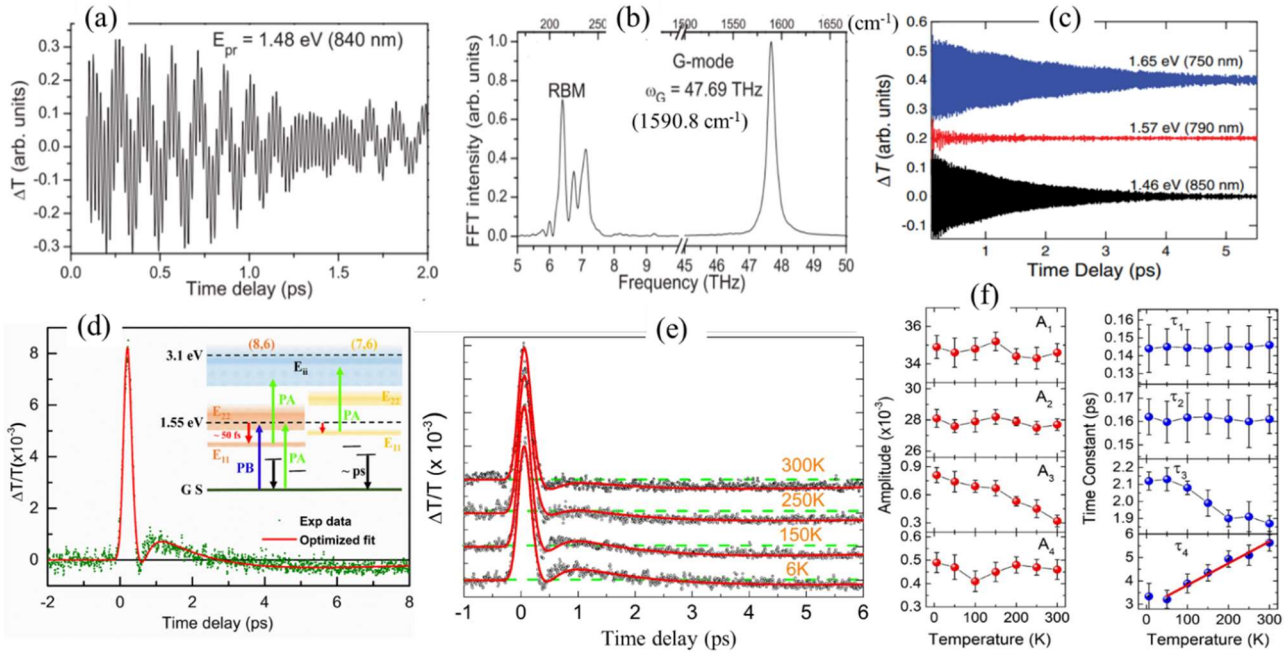 (a)
E_pr = 1.48 eV (840 nm)
ΔT (arb. units)
0.3
0.2
0.1
0.0
-0.1
-0.2
-0.3
0.0 0.5 1.0 1.5 2.0
Time delay (ps)
(b)
200 250 1500 1550 1600 1650 (cm⁻¹)
G-mode
RBM
ω_G = 47.69 THz
(1590.8 cm⁻¹)
FFT intensity (arb. units)
1.0
0.8
0.6
0.4
0.2
0.0
5 6 7 8 9 45 46 47 48 49 50
Frequency (THz)
(c)
1.65 eV (750 nm)
1.57 eV (790 nm)
1.46 eV (850 nm)
ΔT (arb. units)
0.6
0.5
0.4
0.3
0.2
0.1
0.0
-0.1
1 2 3 4 5
Time Delay (ps)
(d)
(8,6) (7,6)
3.1 eV
E_ii
PA
E_22
E_22
PA
1.55 eV
~ 50 fs
E_11
E_11
PB
PA
~ ps
G S
Exp data
Optimized fit
ΔT/T(x10⁻³)
8
6
4
2
0
-2 0 2 4 6 8
Time delay (ps)
(e)
300K
250K
150K
6K
ΔT/T (x 10⁻³)
-1 0 1 2 3 4 5 6
Time delay (ps)
(f)
A₁
36
34
A₂
30
28
26
A₃
0.9
0.6
0.3
A₄
0.6
0.5
0.4
0.3
Amplitude (x10⁻³)
0 100 200 300
Temperature (K)
τ₁
0.16
0.15
0.14
0.13
0.12
τ₂
0.18
0.17
0.16
0.15
τ₃
2.2
2.1
2.0
1.9
τ₄
6
5
4
3
Time Constant (ps)
0 50 100 150 200 250 300
Temperature (K)